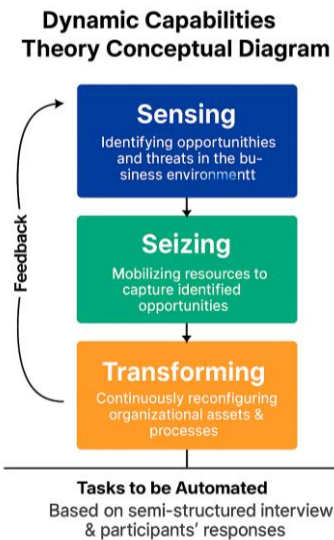 Dynamic Capabilities
Theory Conceptual Diagram
Sensing
Identifying opportunithies
and threats in the bu-
siness environmentt
Seizing
Mobilizing resources to
capture identified
opportunities
Transforming
Continuously reconfiguring
organizational assets &
processes
Feedback
Tasks to be Automated
Based on semi-structured interview
& participants’ responses